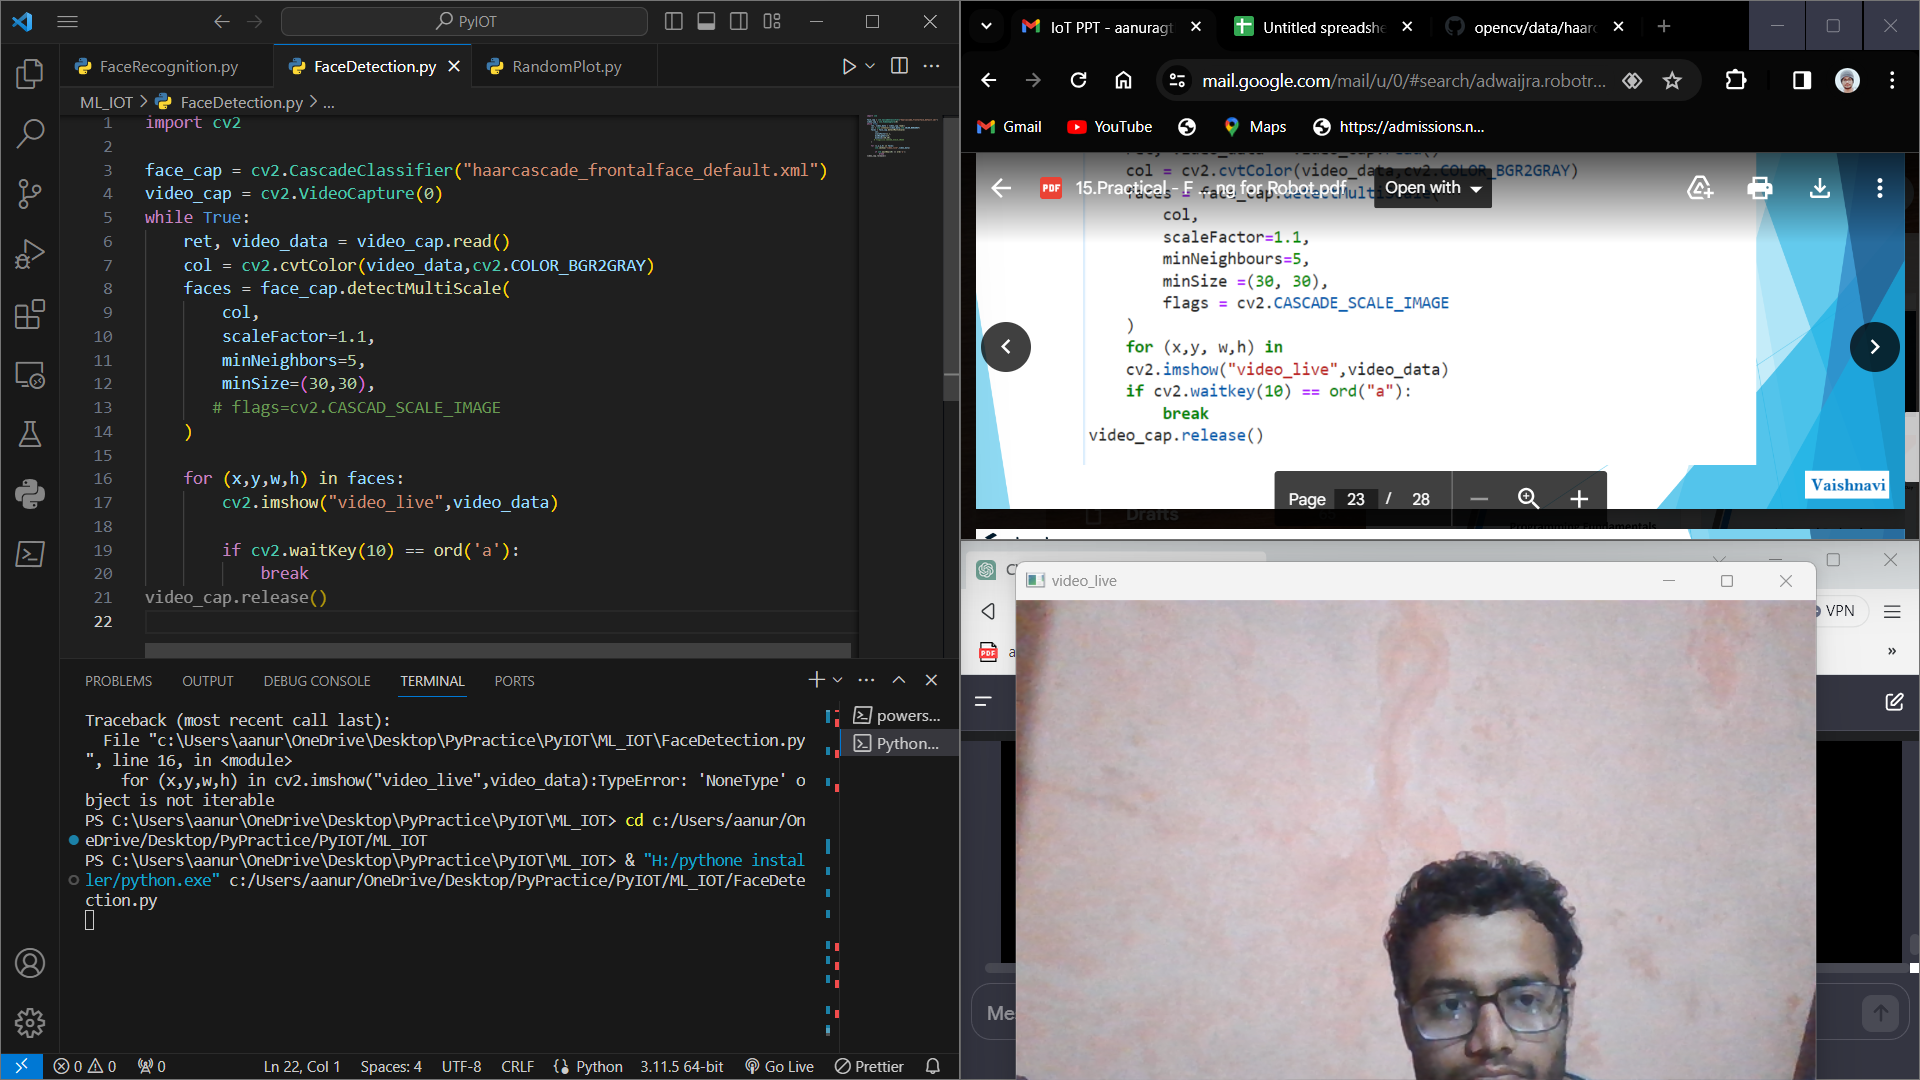 PyIOT
FaceRecognition.py
FaceDetection.py
RandomPlot.py
ML_IOT > FaceDetection.py > ...
1 import cv2
2
3 face_cap = cv2.CascadeClassifier("haarcascade_frontalface_default.xml")
4 video_cap = cv2.VideoCapture(0)
5 while True:
6 ret, video_data = video_cap.read()
7 col = cv2.cvtColor(video_data,cv2.COLOR_BGR2GRAY)
8 faces = face_cap.detectMultiScale(
9 col,
10 scaleFactor=1.1,
11 minNeighbors=5,
12 minSize=(30,30),
13 # flags=cv2.CASCAD_SCALE_IMAGE
14 )
15
16 for (x,y,w,h) in faces:
17 cv2.imshow("video_live",video_data)
18
19 if cv2.waitKey(10) == ord('a'):
20 break
21 video_cap.release()
22
PROBLEMS OUTPUT DEBUG CONSOLE TERMINAL PORTS
Traceback (most recent call last):
File "c:\Users\aanur\OneDrive\Desktop\PyPractice\PyIOT\ML_IOT\FaceDetection.py
", line 16, in <module>
for (x,y,w,h) in cv2.imshow("video_live",video_data):TypeError: 'NoneType' o
bject is not iterable
PS C:\Users\aanur\OneDrive\Desktop\PyPractice\PyIOT\ML_IOT> cd c:/Users/aanur/On
eDrive/Desktop/PyPractice/PyIOT/ML_IOT
PS C:\Users\aanur\OneDrive\Desktop\PyPractice\PyIOT\ML_IOT> & "H:/pythone instal
ler/python.exe" c:/Users/aanur/OneDrive/Desktop/PyPractice/PyIOT/ML_IOT/FaceDete
ction.py
powers...
Python...
0 0 0 Ln 22, Col 1 Spaces: 4 UTF-8 CRLF Python 3.11.5 64-bit Go Live Prettier
IoT PPT - aanuragt
Untitled spreadshe
opencv/data/haarc
mail.google.com/mail/u/0/#search/adwaijra.robotr...
Gmail YouTube Maps https://admissions.n...
col = cv2.cvtColor(video_data,cv2.COLOR_BGR2GRAY)
PDF 15.Practical - F ... ng for Robot.pdf Open with
faces = face_cap.detectMultiScale(
col,
scaleFactor=1.1,
minNeighbours=5,
minSize =(30, 30),
flags = cv2.CASCADE_SCALE_IMAGE
)
for (x,y, w,h) in
cv2.imshow("video_live",video_data)
if cv2.waitkey(10) == ord("a"):
break
video_cap.release()
Vaishnavi
Page 23 / 28
Drafts
video_live
VPN
PDF a
Me